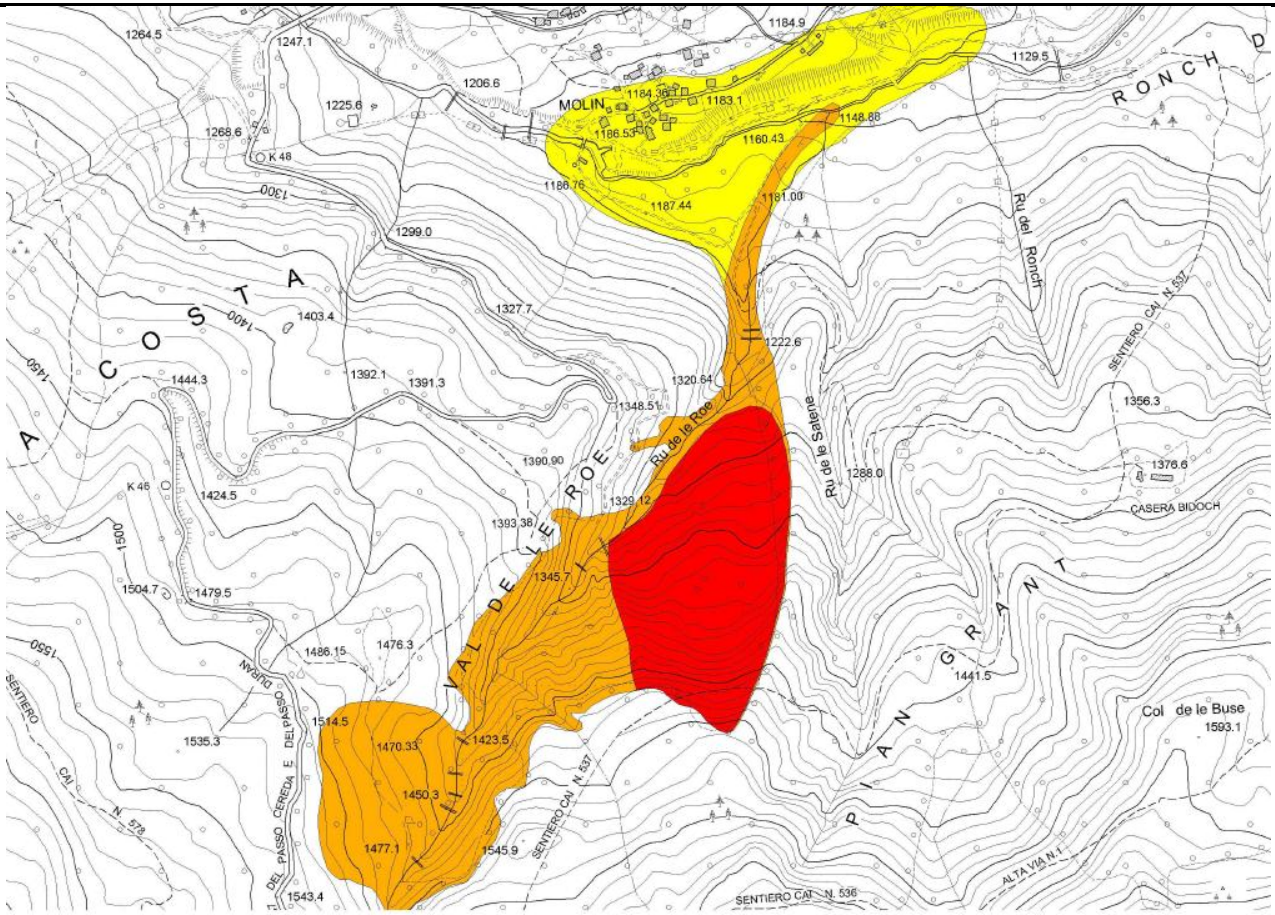 1264.5
1247.1
1184.9
1129.5
RONCH D
1206.6
MOLIN
1184.36
1183.1
1225.6
1268.6
1186.53
1160.43
1148.88
K 48
1186.76
1300
1187.44
1181.00
Ru del Ronch
1299.0
SENTIERO CAI N. 537
A COSTA
1327.7
1400
1403.4
1450
1222.6
1444.3
1392.1
1391.3
1320.64
1348.51
1356.3
Ru de le Roe
Ru de le Salene
1390.90
1288.0
1376.6
K 46
1424.5
1329.12
CASERA BIDOCH
1393.38
VAL DE LE ROE
1500
1345.7
1504.7
1479.5
PIAN GRANT
1550
1476.3
1486.15
1441.5
SENTIERO CAI N. 578
DEL PASSO CEREDA E DELPASSO DURAN
Col de le Buse
1593.1
1514.5
1535.3
1470.33
1423.5
SENTIERO CAI N. 537
1450.3
1477.1
1545.9
ALTA VIA N.1
1543.4
SENTIERO CAI N. 536